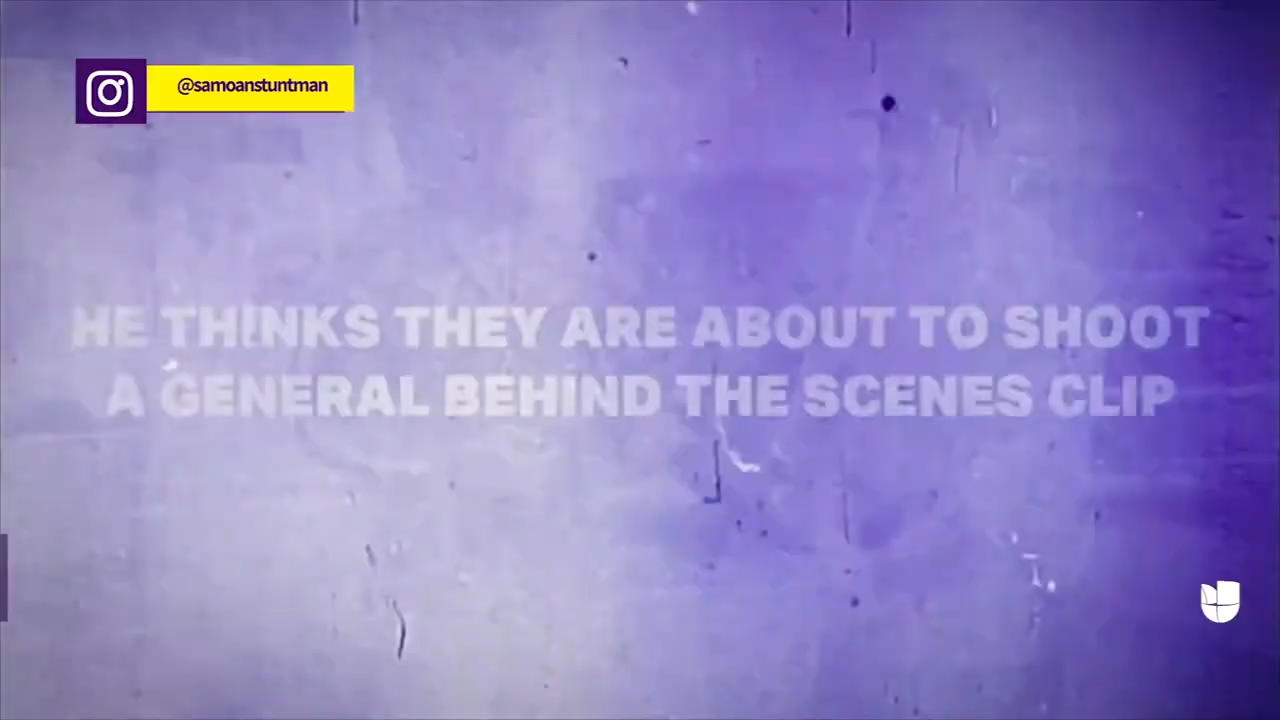 @samoanstuntman
HE THINKS THEY ARE ABOUT TO SHOOT
A GENERAL BEHIND THE SCENES CLIP